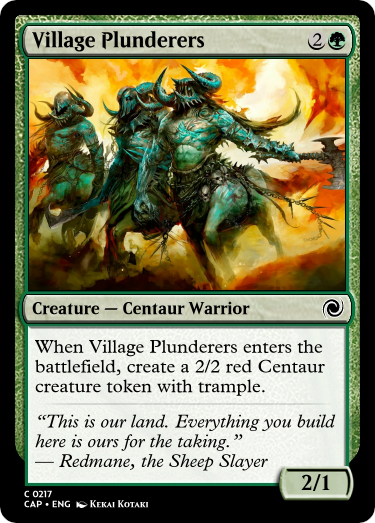 Village Plunderers 2
Creature — Centaur Warrior
When Village Plunderers enters the
battlefield, create a 2/2 red Centaur
creature token with trample.
“This is our land. Everything you build
here is ours for the taking.”
— Redmane, the Sheep Slayer
2/1
C 0217
CAP • ENG Kekai Kotaki